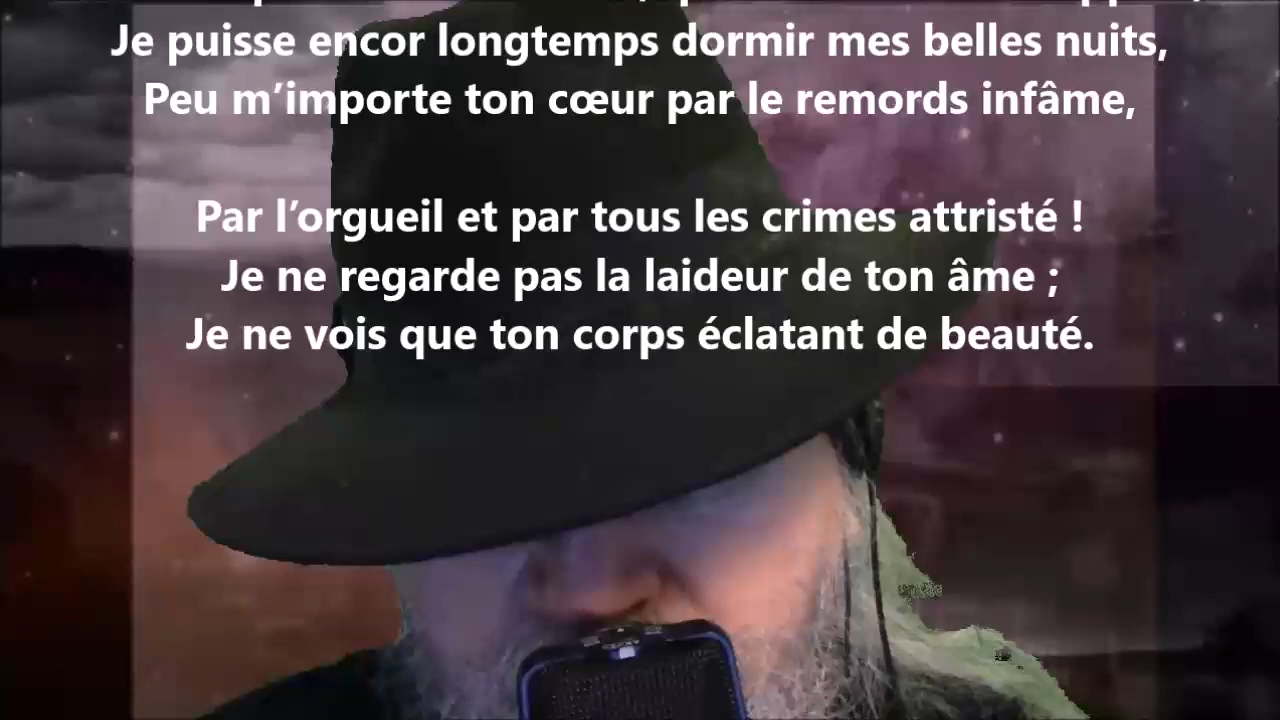 Je puisse encor longtemps dormir mes belles nuits,
Peu m’importe ton cœur par le remords infâme,
Par l’orgueil et par tous les crimes attristé !
Je ne regarde pas la laideur de ton âme ;
Je ne vois que ton corps éclatant de beauté.